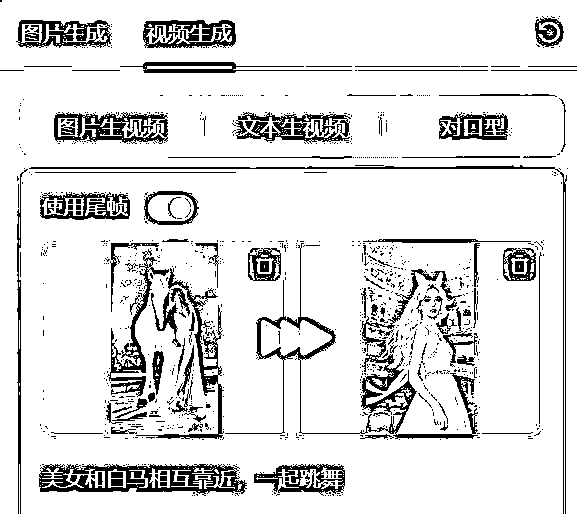 图片生成 视频生成
图片生视频 文本生视频 对口型
使用尾帧
美女和白马相互靠近，一起跳舞